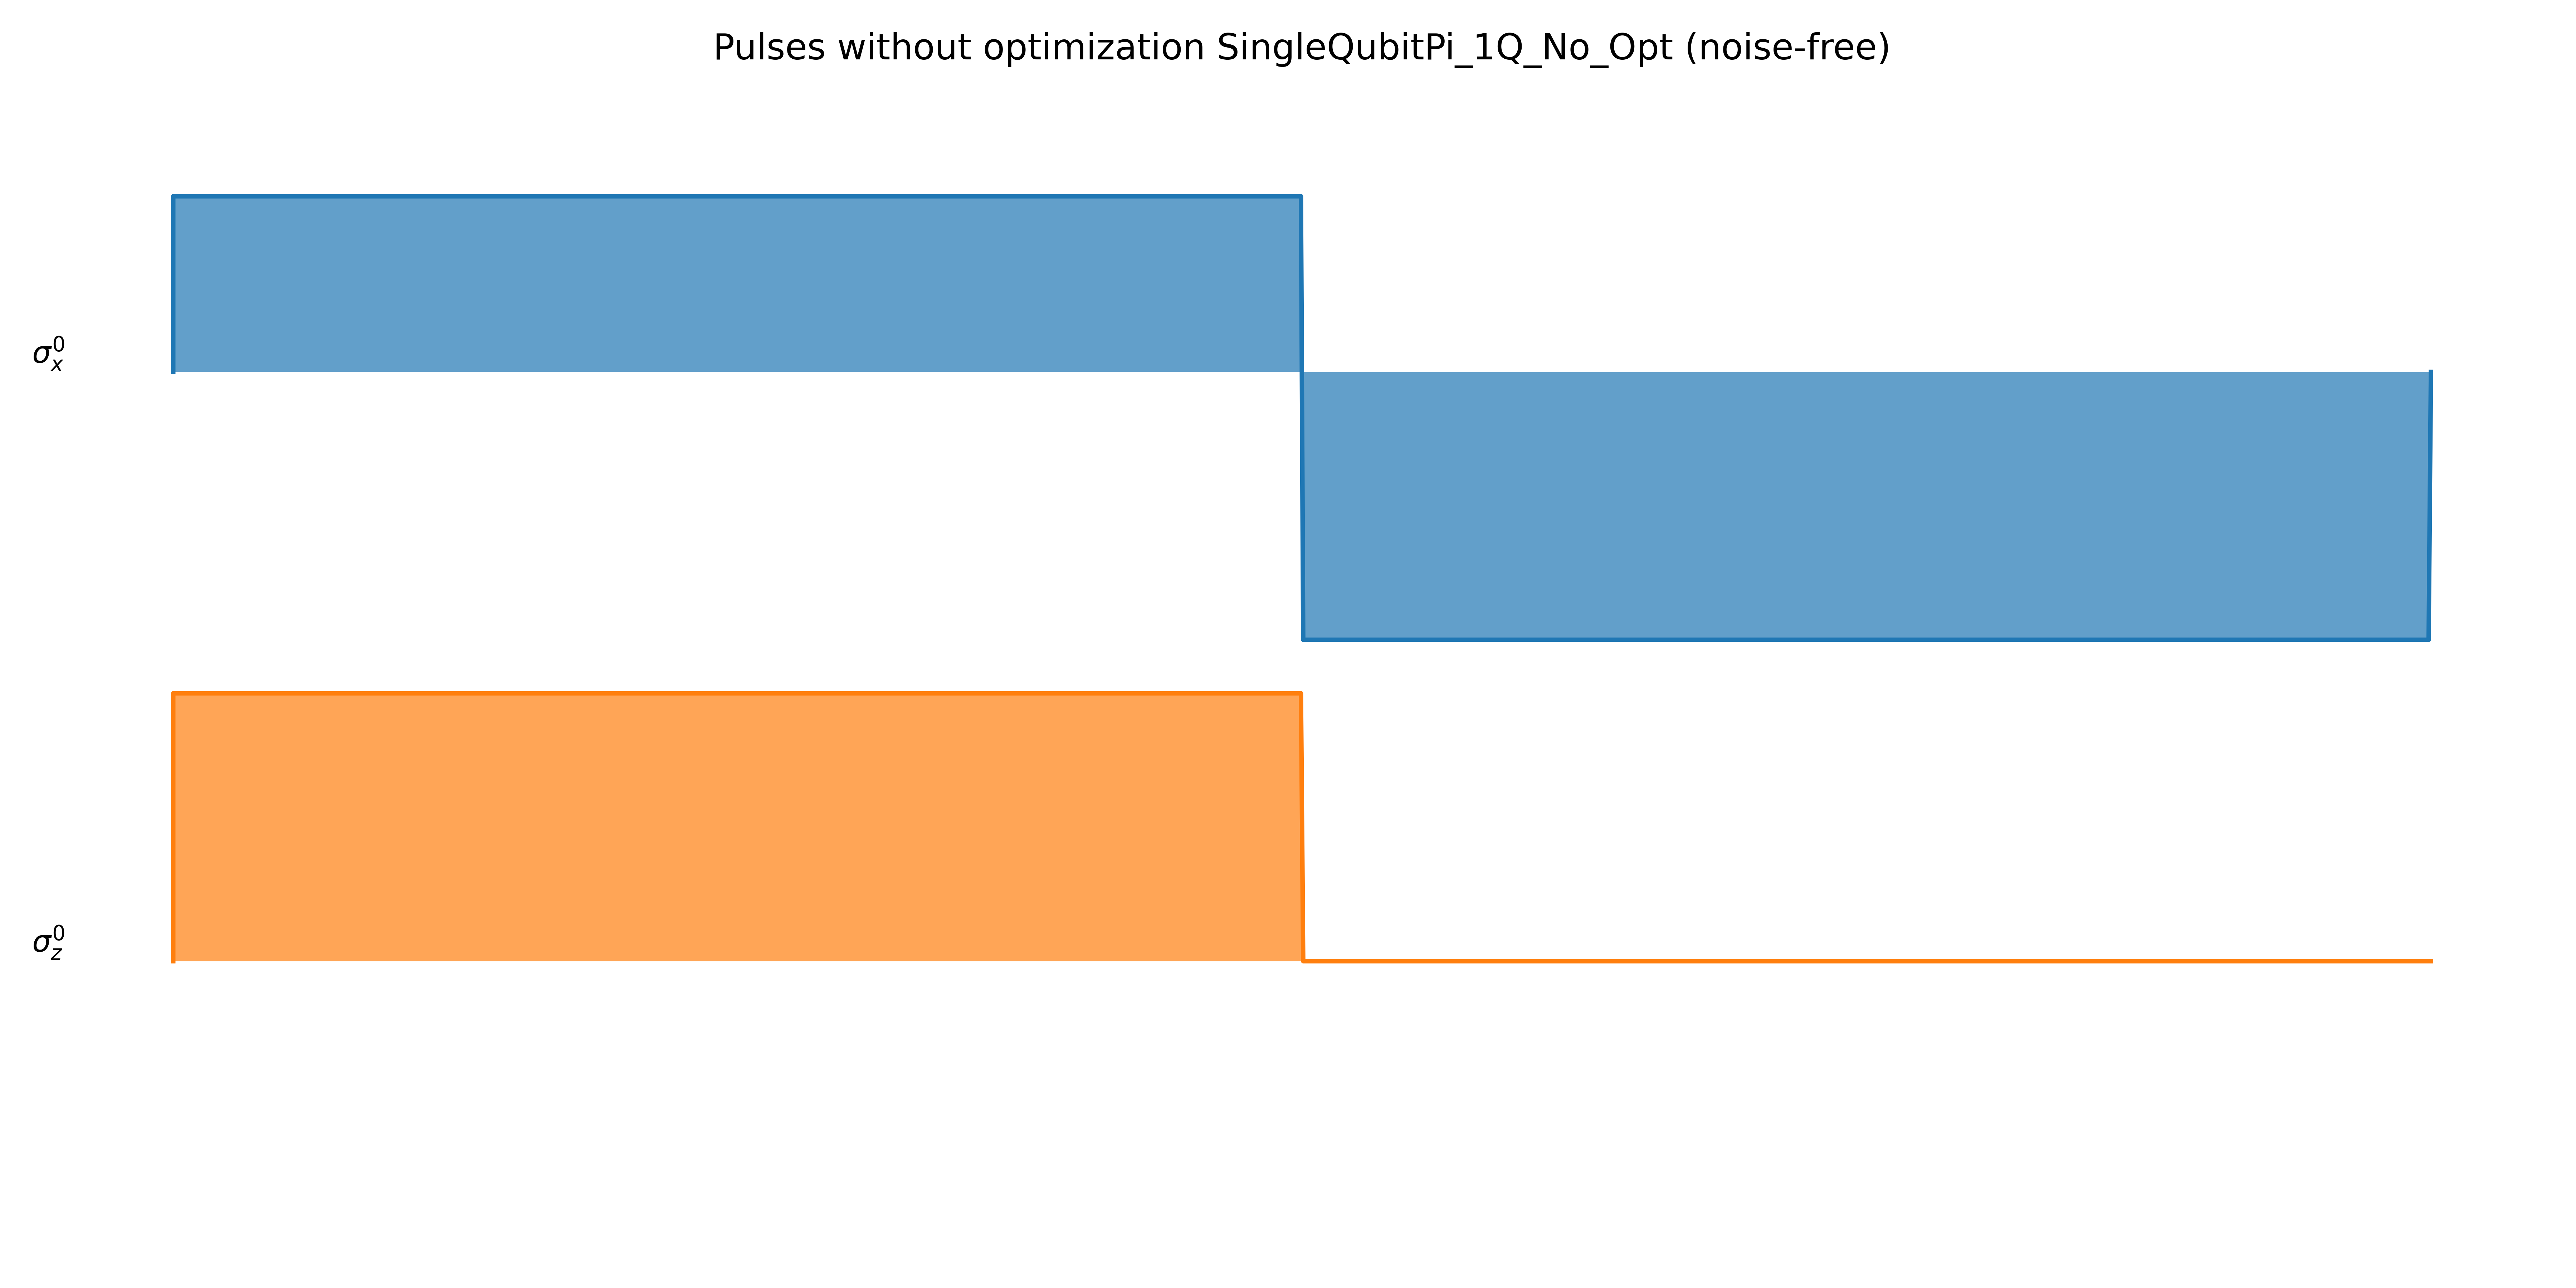 Pulses without optimization SingleQubitPi_1Q_No_Opt (noise-free)
σ_x^0
σ_z^0